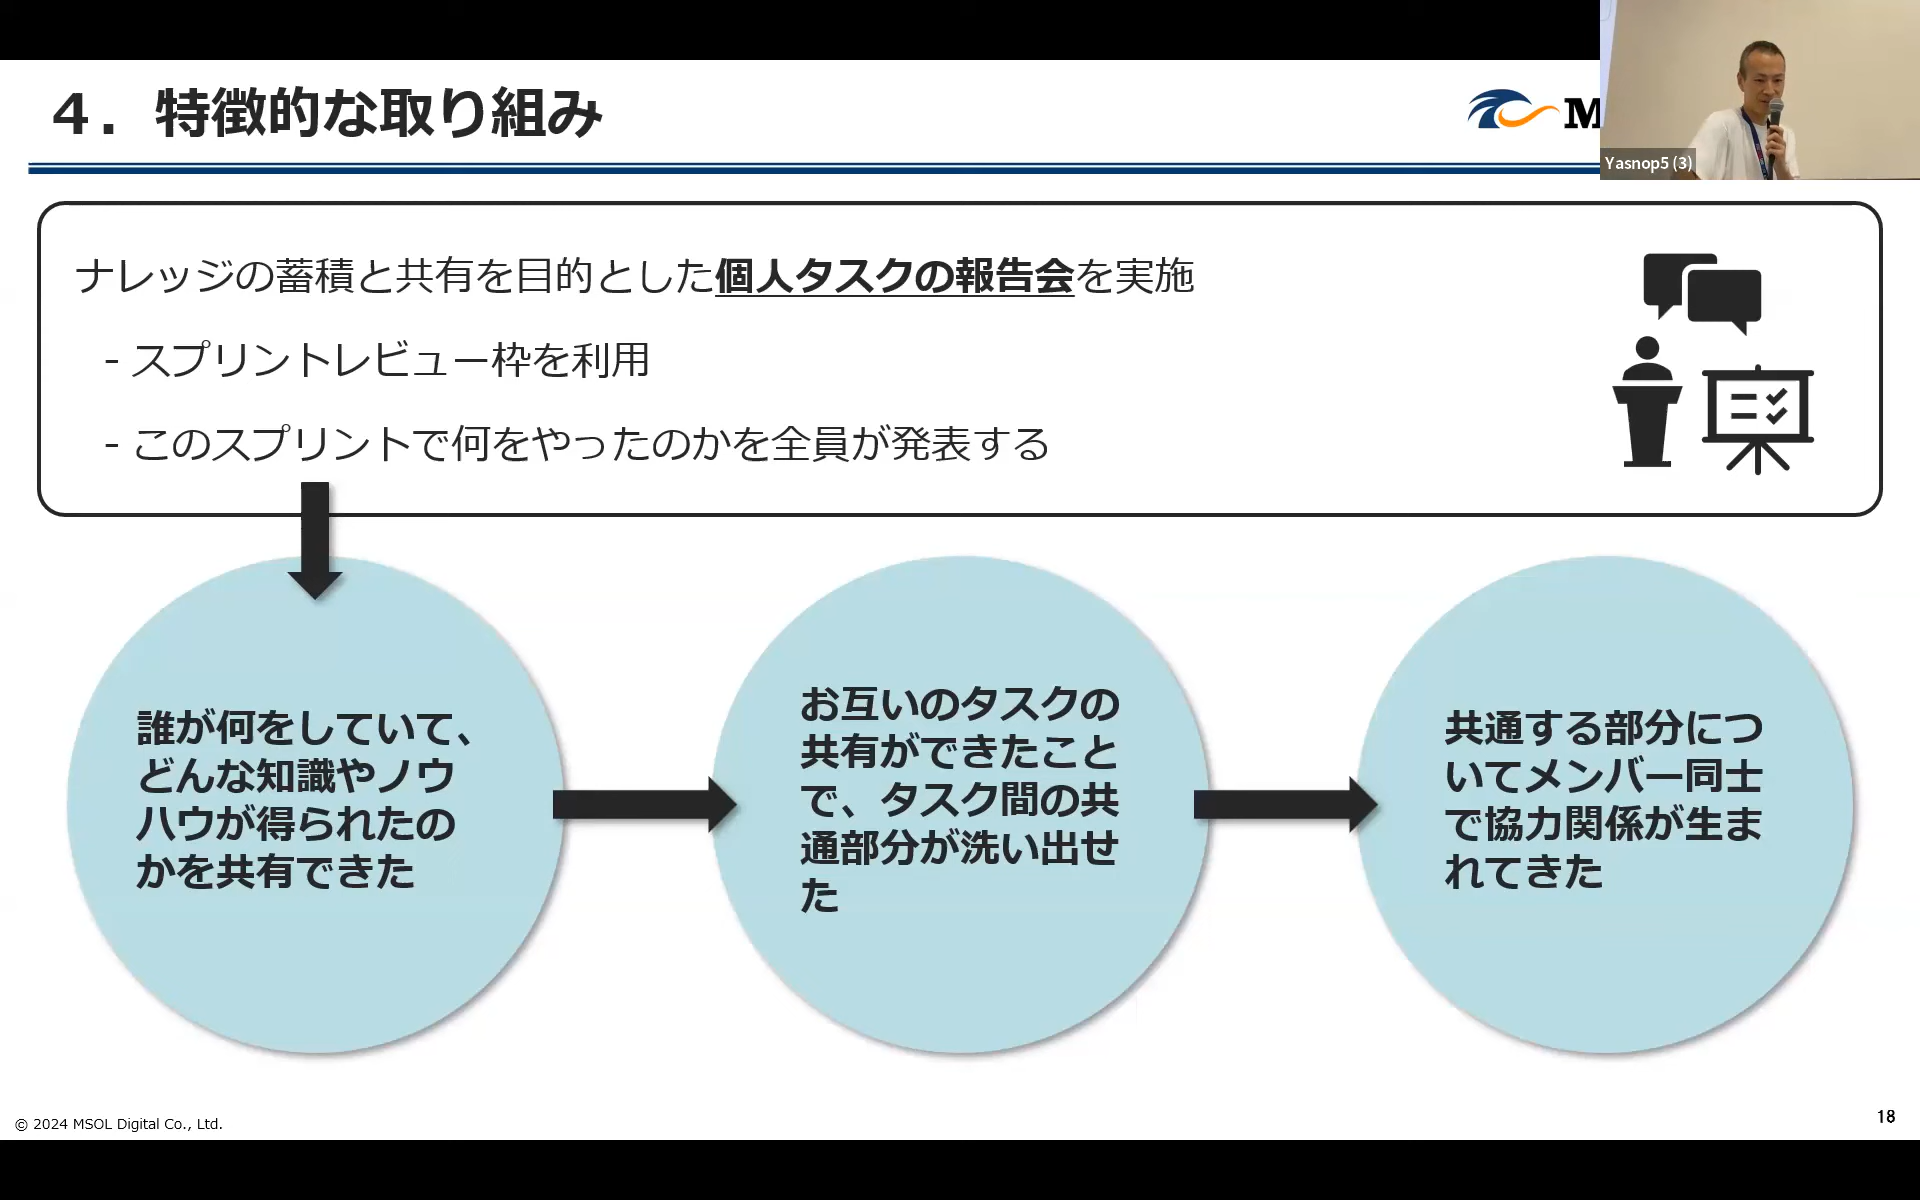 ４．特徴的な取り組み
M
Yasnop5 (3)
ナレッジの蓄積と共有を目的とした個人タスクの報告会を実施
- スプリントレビュー枠を利用
- このスプリントで何をやったのかを全員が発表する
誰が何をしていて、
どんな知識やノウ
ハウが得られたの
かを共有できた
お互いのタスクの
共有ができたこと
で、タスク間の共
通部分が洗い出せ
た
共通する部分につ
いてメンバー同士
で協力関係が生ま
れてきた
© 2024 MSOL Digital Co., Ltd.
18